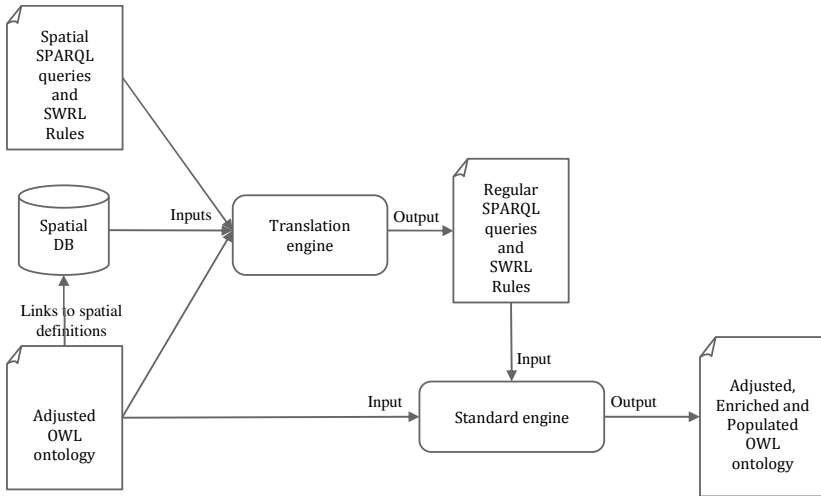 Spatial
SPARQL
queries
and
SWRL
Rules
Spatial
DB
Inputs
Translation
engine
Output
Regular
SPARQL
queries
and
SWRL
Rules
Links to spatial
definitions
Input
Adjusted
OWL
ontology
Input
Standard engine
Output
Adjusted,
Enriched and
Populated
OWL
ontology